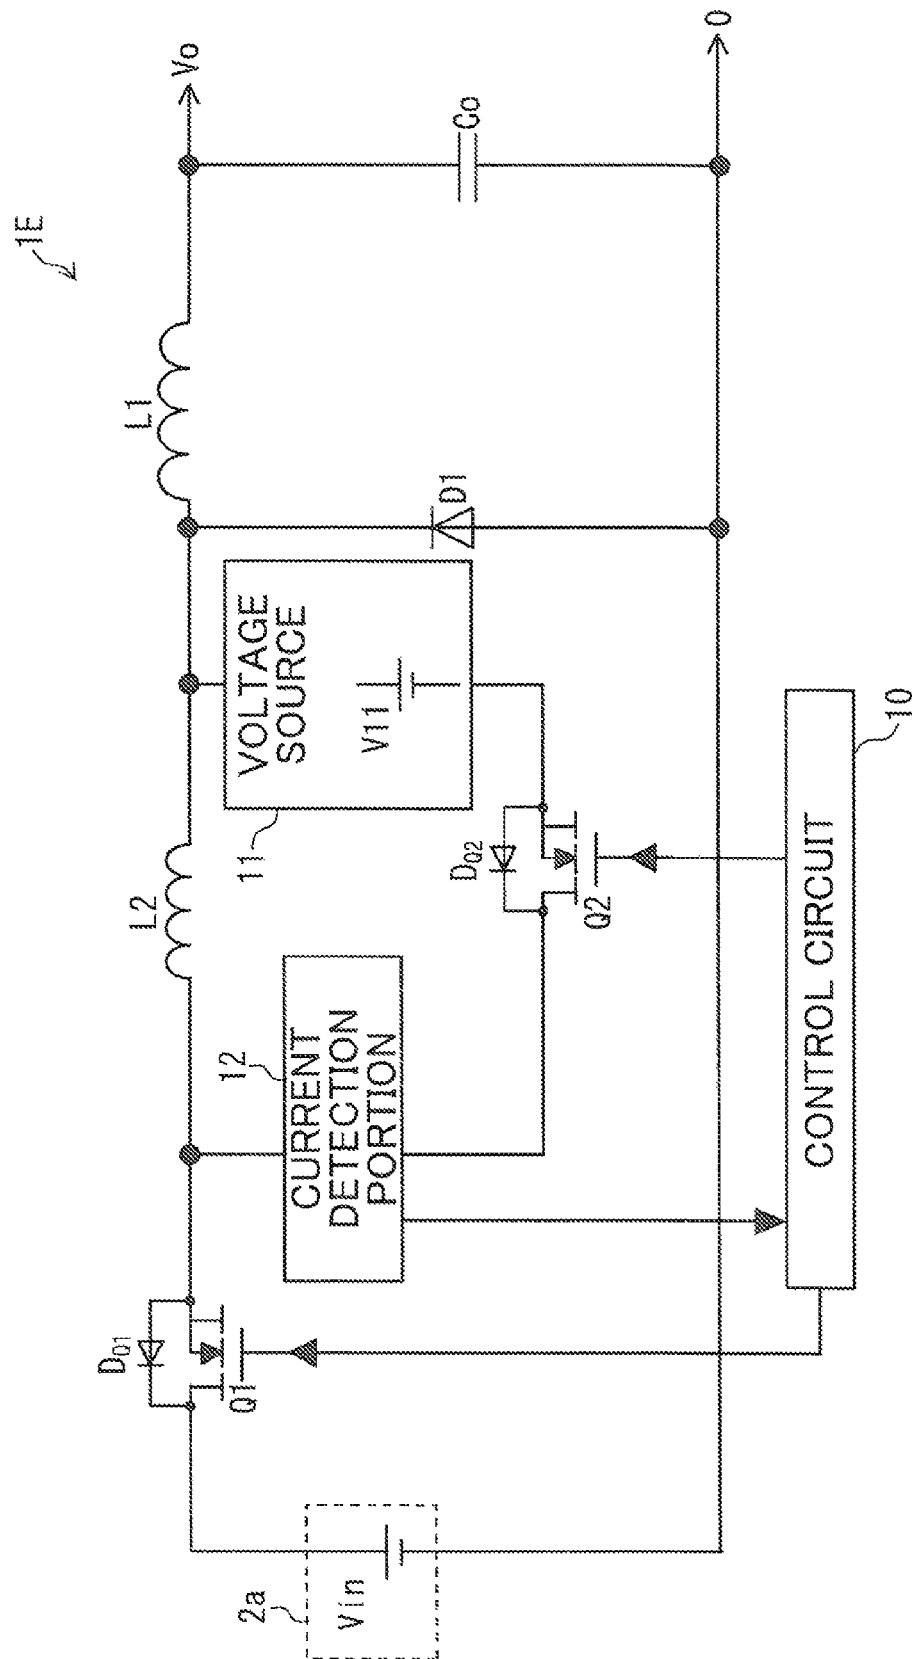 1E
Vo
0
L1
L2
Co
D1
VOLTAGE
SOURCE
V11
11
DQ2
Q2
12
CURRENT
DETECTION
PORTION
DQ1
Q1
CONTROL CIRCUIT
10
2a
Vin